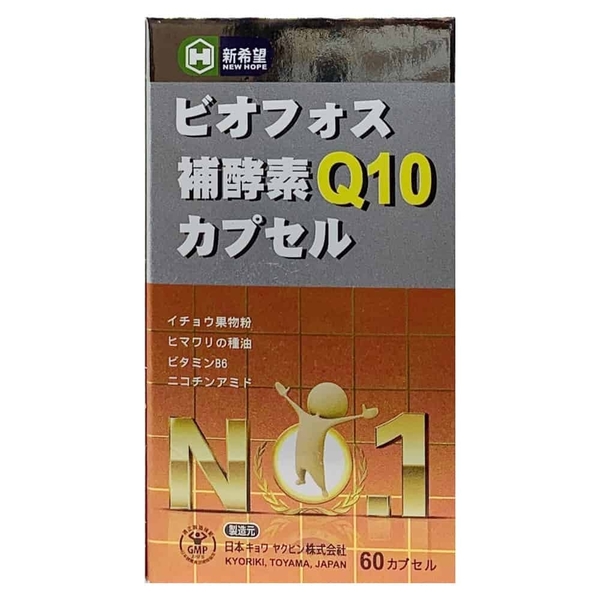 新希望
NEW HOPE
ビオフォス
補酵素Q10
カプセル
イチョウ果物粉
ヒマワリの種油
ビタミンB6
ニコチンアミド
NO.1
GMP
製造元
日本キョワ ヤクビン株式会社
KYORIKI, TOYAMA, JAPAN
60カプセル